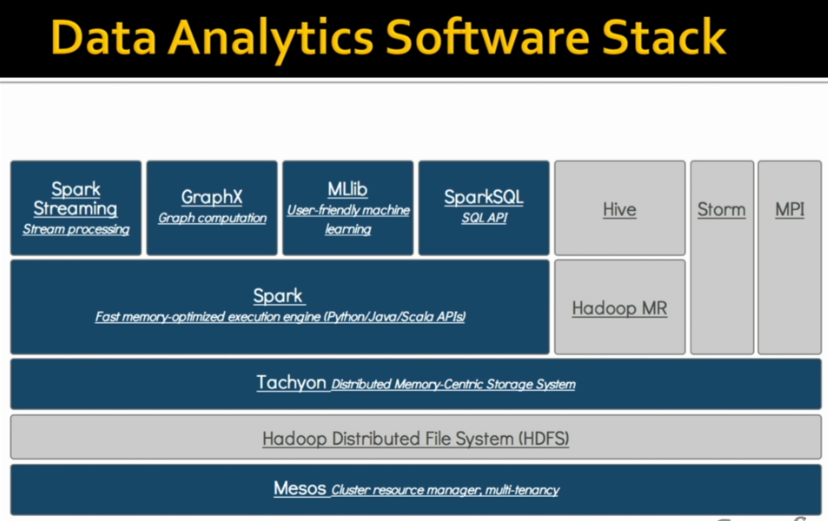 Data Analytics Software Stack
Spark
Streaming
Stream processing
GraphX
Graph computation
MLlib
User-friendly machine
learning
SparkSQL
SQL API
Hive
Storm
MPI
Spark
Fast memory-optimized execution engine (Python/Java/Scala APIs)
Hadoop MR
Tachyon Distributed Memory-Centric Storage System
Hadoop Distributed File System (HDFS)
Mesos Cluster resource manager, multi-tenancy